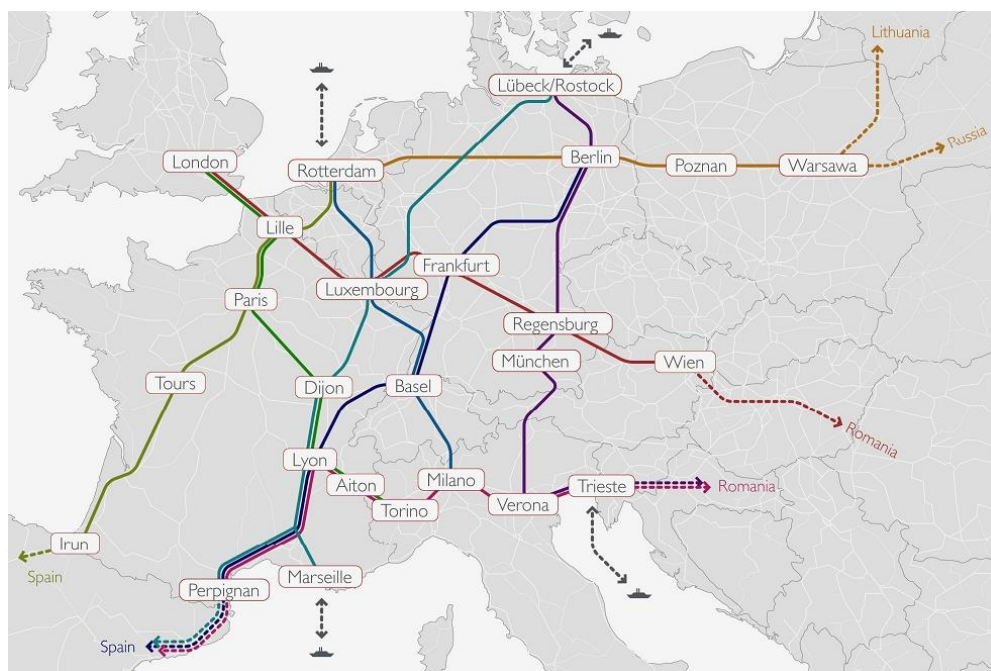 Lithuania
Lübeck/Rostock
Russia
London
Rotterdam
Berlin
Poznan
Warsawa
Lille
Frankfurt
Luxembourg
Paris
Regensburg
München
Wien
Tours
Dijon
Basel
Romania
Lyon
Aiton
Milano
Torino
Verona
Trieste
Romania
Irun
Spain
Marseille
Perpignan
Spain